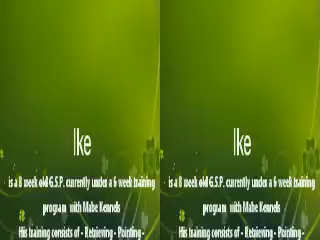 Ike
is a 8 week old G.S.P. currently under a 6 week training
program with Mabe Kennels
His training consists of - Retrieving - Pointing -
Ike
is a 8 week old G.S.P. currently under a 6 week training
program with Mabe Kennels
His training consists of - Retrieving - Pointing -